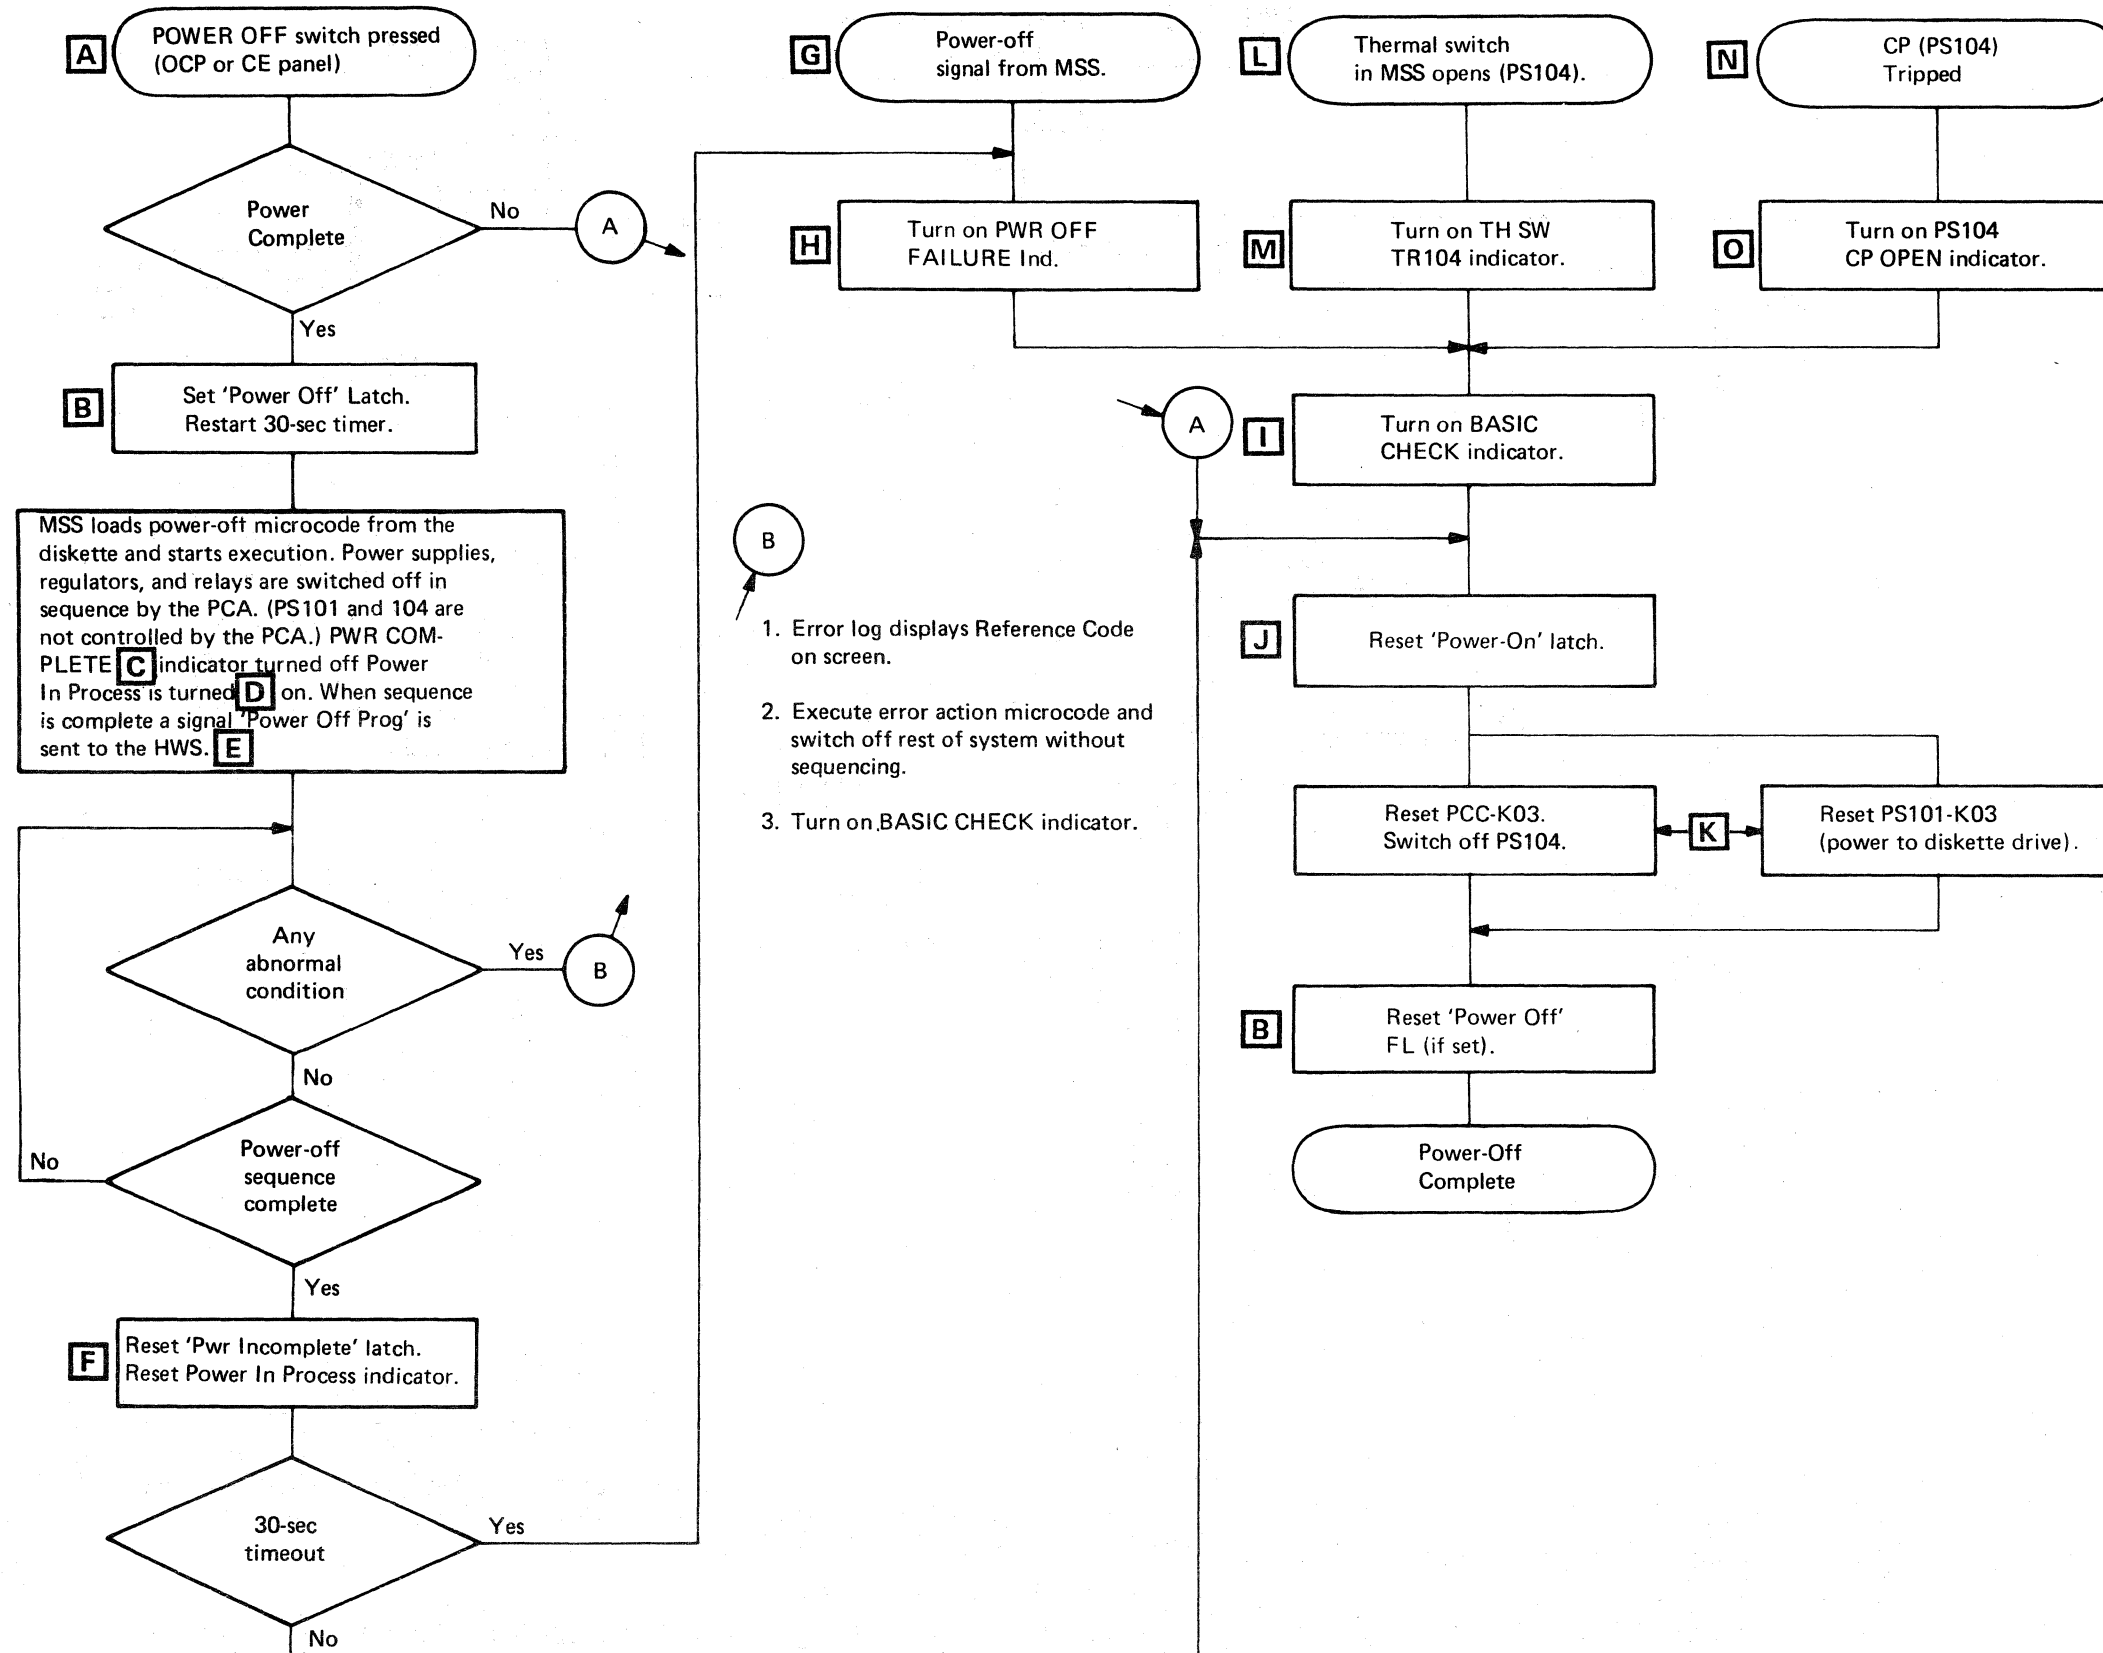 A
POWER OFF switch pressed
(OCP or CE panel)
Power
Complete
No
A
Yes
B
Set 'Power Off' Latch.
Restart 30-sec timer.
MSS loads power-off microcode from the
diskette and starts execution. Power supplies,
regulators, and relays are switched off in
sequence by the PCA. (PS101 and 104 are
not controlled by the PCA.) PWR COM-
PLETE C indicator turned off Power
In Process is turned D on. When sequence
is complete a signal 'Power Off Prog' is
sent to the HWS. E
Any
abnormal
condition
Yes
B
No
Power-off
sequence
complete
No
Yes
F
Reset 'Pwr Incomplete' latch.
Reset Power In Process indicator.
30-sec
timeout
Yes
No
G
Power-off
signal from MSS.
H
Turn on PWR OFF
FAILURE Ind.
B
1. Error log displays Reference Code
on screen.
2. Execute error action microcode and
switch off rest of system without
sequencing.
3. Turn on BASIC CHECK indicator.
L
Thermal switch
in MSS opens (PS104).
M
Turn on TH SW
TR104 indicator.
N
CP (PS104)
Tripped
O
Turn on PS104
CP OPEN indicator.
A
I
Turn on BASIC
CHECK indicator.
J
Reset 'Power-On' latch.
Reset PCC-K03.
Switch off PS104.
K
Reset PS101-K03
(power to diskette drive).
B
Reset 'Power Off'
FL (if set).
Power-Off
Complete